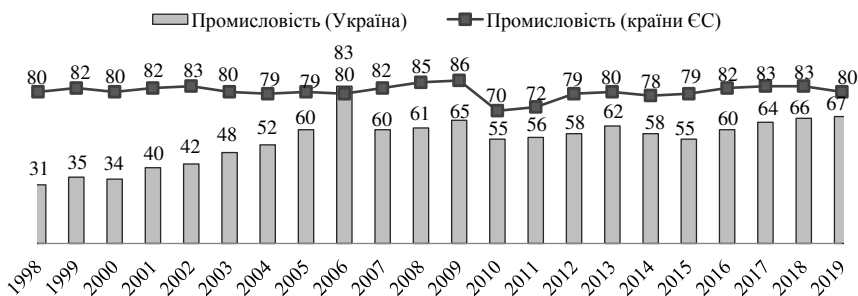 Промисловість (Україна) Промисловість (країни ЄС)
80 82 80 82 83 80 79 79 80 82 85 86 70 72 79 80 78 79 82 83 83 80
31 35 34 40 42 48 52 60 83 60 61 65 55 56 58 62 58 55 60 64 66 67
1998 1999 2000 2001 2002 2003 2004 2005 2006 2007 2008 2009 2010 2011 2012 2013 2014 2015 2016 2017 2018 2019